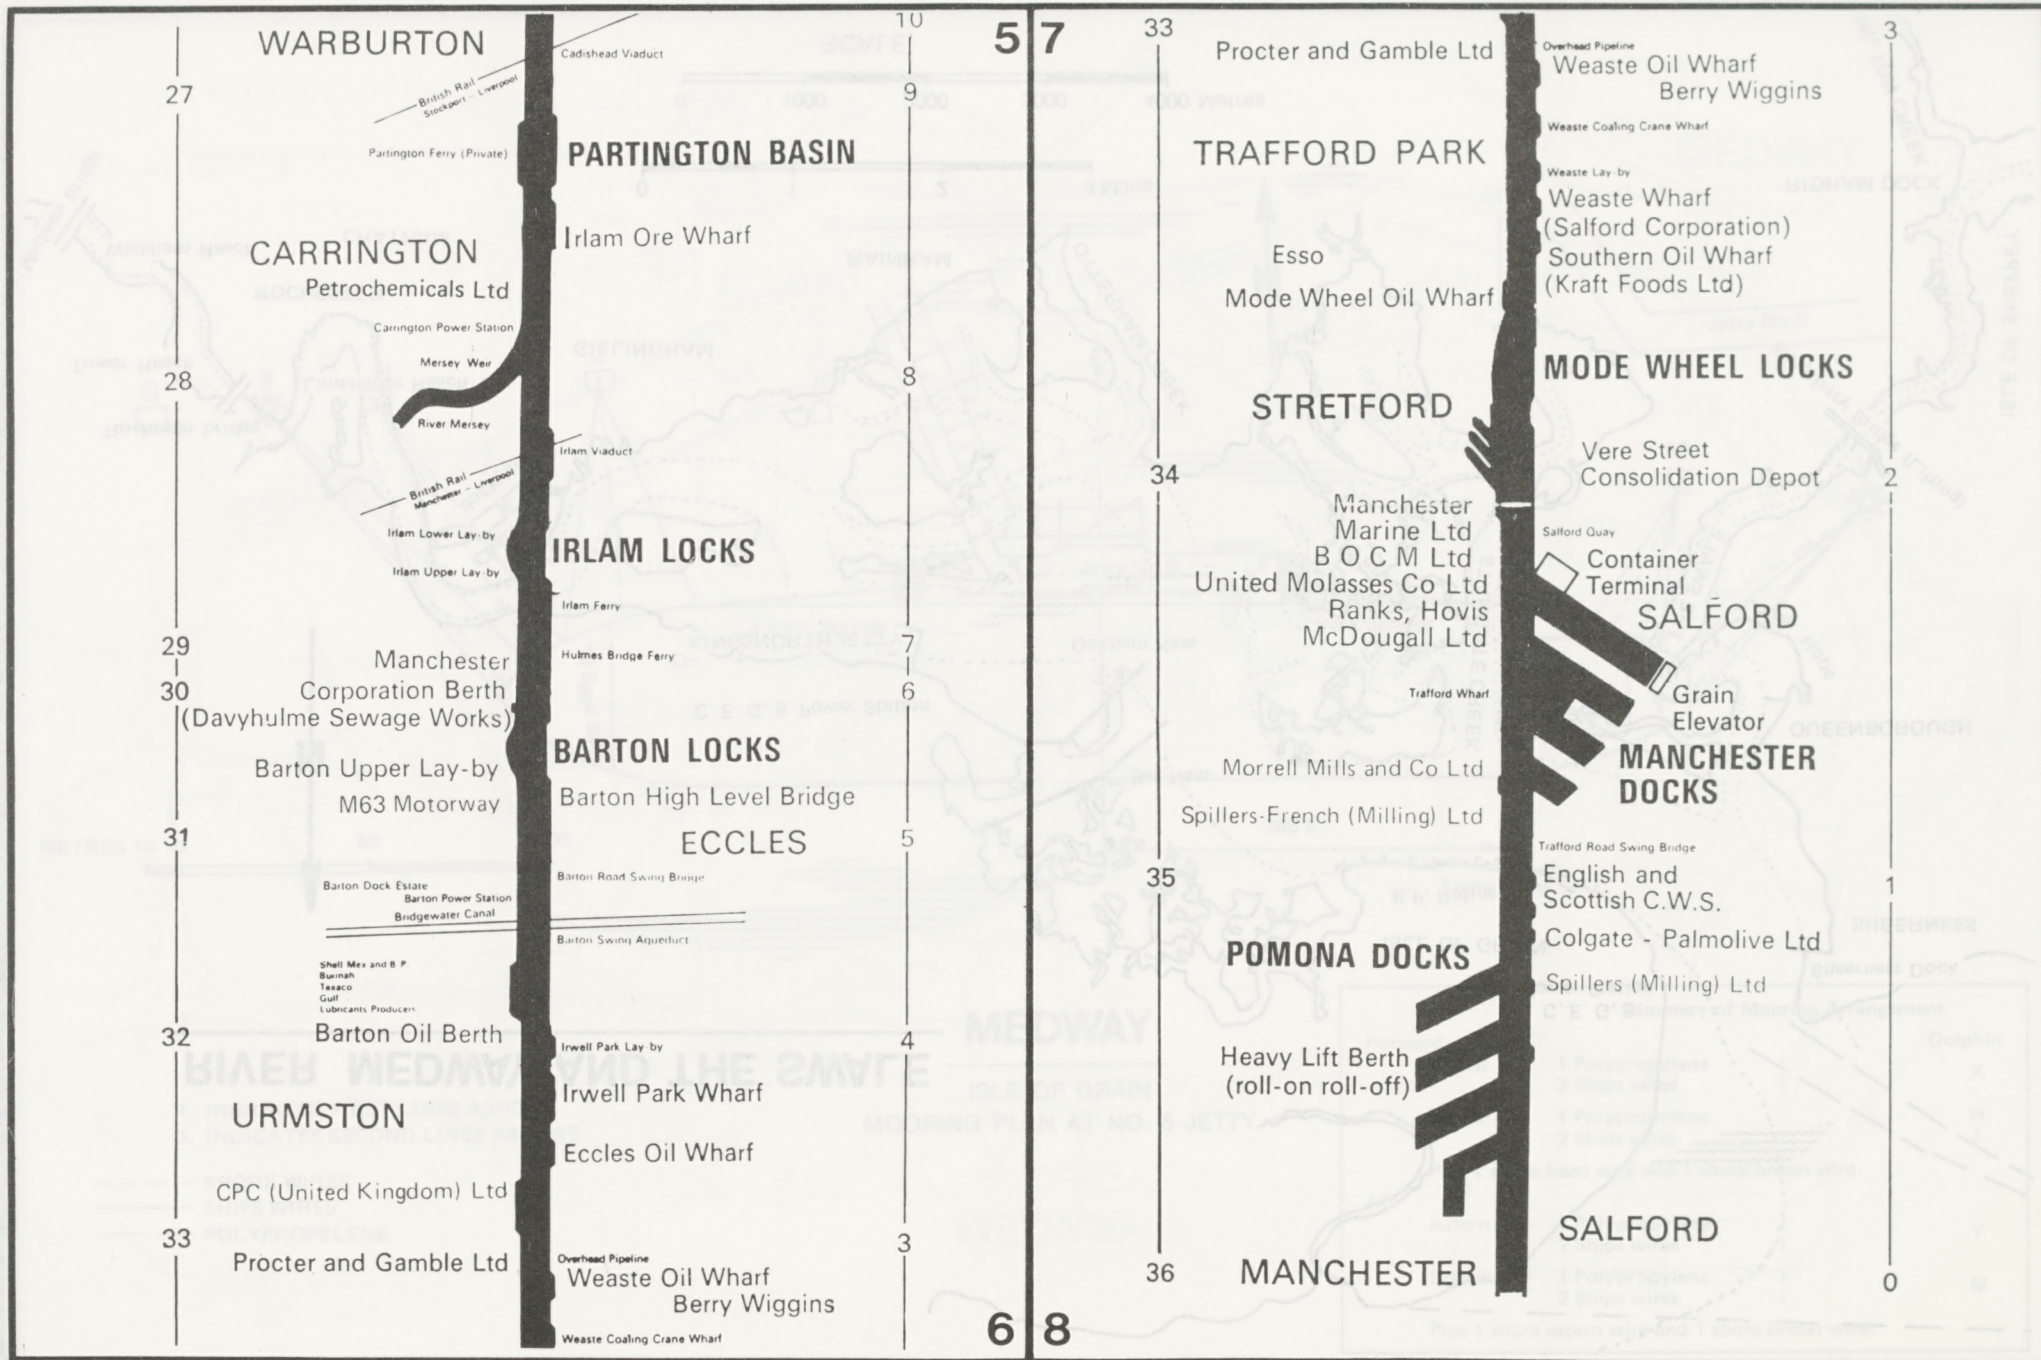 WARBURTON
10
Cadishead Viaduct
British Rail
Stockport - Liverpool
27
9
Partington Ferry (Private)
PARTINGTON BASIN
Irlam Ore Wharf
CARRINGTON
Petrochemicals Ltd
Carrington Power Station
Mersey Weir
28
8
River Mersey
Irlam Viaduct
British Rail
Manchester - Liverpool
Irlam Lower Lay-by
IRLAM LOCKS
Irlam Upper Lay-by
Irlam Ferry
29
7
Hulmes Bridge Ferry
Manchester
Corporation Berth
(Davyhulme Sewage Works)
30
6
BARTON LOCKS
Barton Upper Lay-by
M63 Motorway
Barton High Level Bridge
31
5
ECCLES
Barton Road Swing Bridge
Barton Dock Estate
Barton Power Station
Bridgewater Canal
Barton Swing Aqueduct
Shell Mex and B P
Burmah
Texaco
Gulf
Lubricants Producers
Barton Oil Berth
32
4
Irwell Park Lay-by
Irwell Park Wharf
URMSTON
Eccles Oil Wharf
CPC (United Kingdom) Ltd
33
3
Procter and Gamble Ltd
Overhead Pipeline
Weaste Oil Wharf
Berry Wiggins
Weaste Coaling Crane Wharf
5
6
7
8
33
3
Procter and Gamble Ltd
Overhead Pipeline
Weaste Oil Wharf
Berry Wiggins
Weaste Coaling Crane Wharf
TRAFFORD PARK
Weaste Lay-by
Weaste Wharf
(Salford Corporation)
Southern Oil Wharf
(Kraft Foods Ltd)
Esso
Mode Wheel Oil Wharf
MODE WHEEL LOCKS
STRETFORD
Vere Street
Consolidation Depot
34
2
Manchester
Marine Ltd
B O C M Ltd
United Molasses Co Ltd
Ranks, Hovis
McDougall Ltd
Salford Quay
Container
Terminal
SALFORD
Trafford Wharf
Grain
Elevator
MANCHESTER
DOCKS
Morrell Mills and Co Ltd
Spillers-French (Milling) Ltd
Trafford Road Swing Bridge
35
1
English and
Scottish C.W.S.
Colgate - Palmolive Ltd
POMONA DOCKS
Spillers (Milling) Ltd
Heavy Lift Berth
(roll-on roll-off)
SALFORD
36
0
MANCHESTER